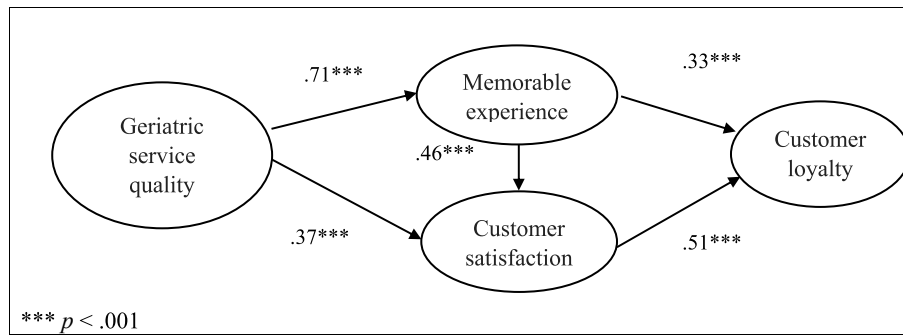 Geriatric
service
quality
.71***
Memorable
experience
.33***
.46***
.37***
Customer
satisfaction
.51***
Customer
loyalty
*** p < .001